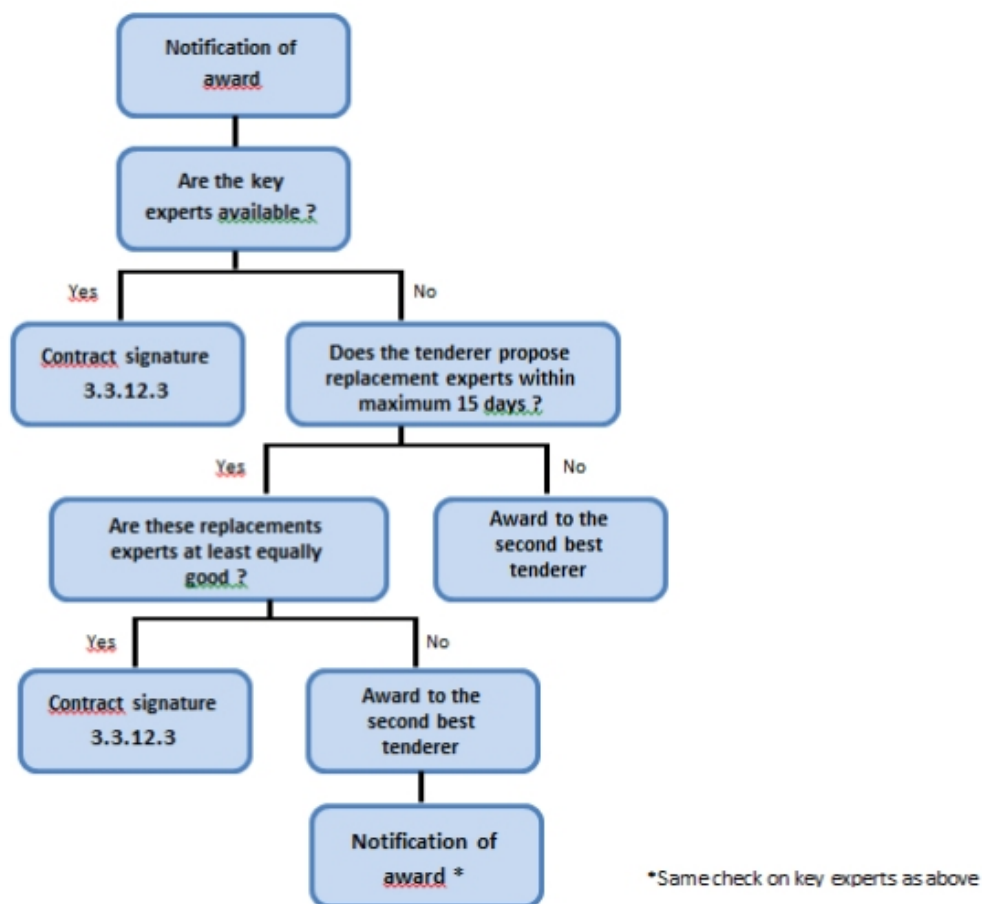 Notification of
award
Are the key
experts available ?
Yes
No
Contract signature
3.3.12.3
Does the tenderer propose
replacement experts within
maximum 15 days ?
Yes
No
Are these replacements
experts at least equally
good ?
Award to the
second best
tenderer
Yes
No
Contract signature
3.3.12.3
Award to the
second best
tenderer
Notification of
award *
*Same check on key experts as above